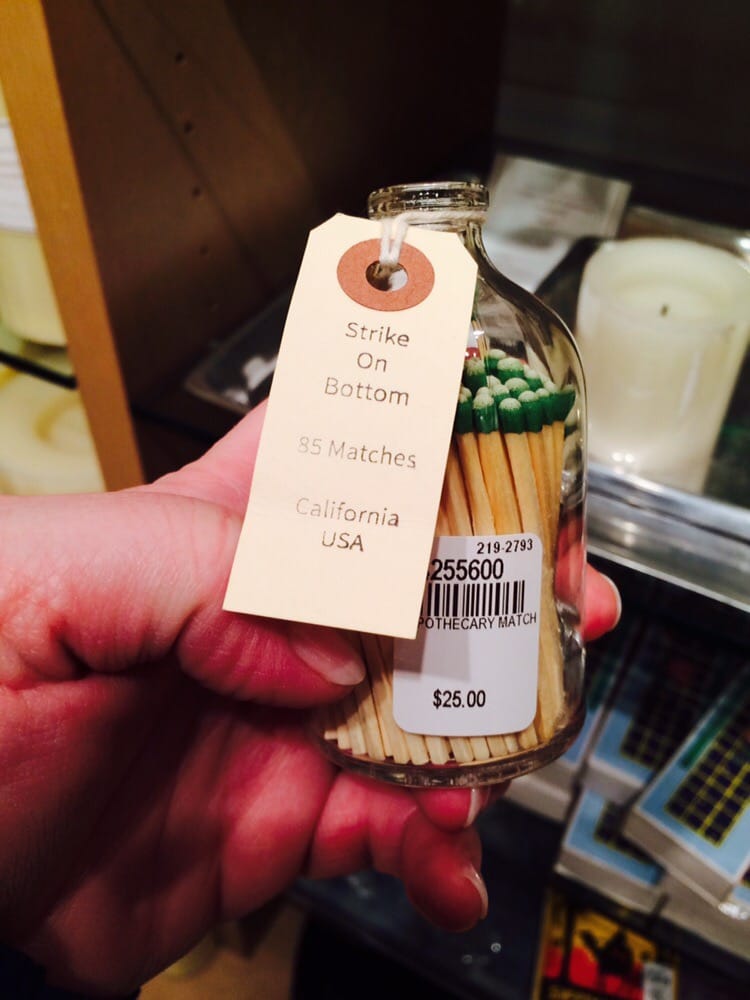 Strike
On
Bottom
85 Matches
California
USA
219-2793
255600
POTHECARY MATCH
$25.00